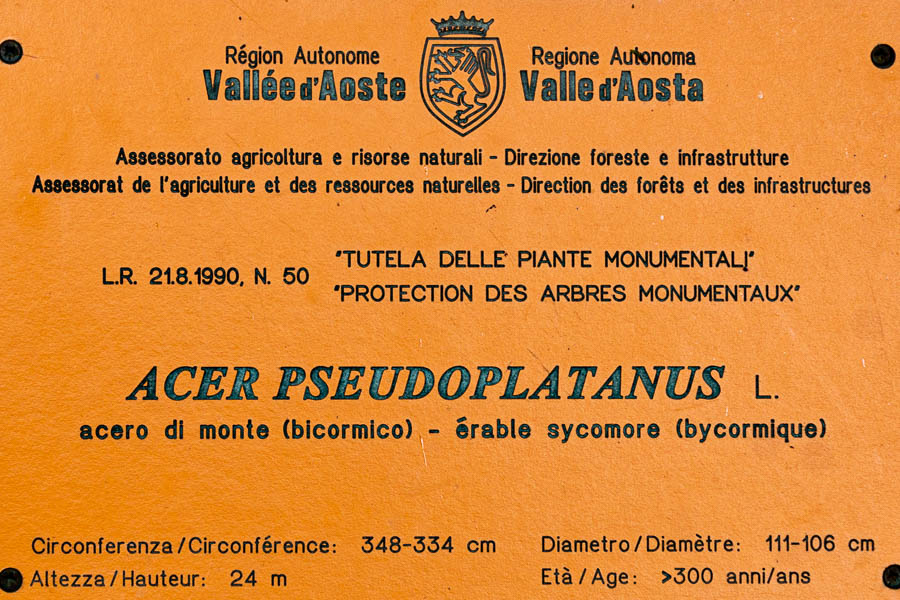 Région Autonome
Vallée d'Aoste
Regione Autonoma
Valle d'Aosta
Assessorato agricoltura e risorse naturali - Direzione foreste e infrastrutture
Assessorat de l'agriculture et des ressources naturelles - Direction des forêts et des infrastructures
L.R. 21.8.1990, N. 50
"TUTELA DELLE PIANTE MONUMENTALI"
"PROTECTION DES ARBRES MONUMENTAUX"
ACER PSEUDOPLATANUS L.
acero di monte (bicormico) - érable sycomore (bycormique)
Circonferenza/Circonférence: 348-334 cm
Diametro/Diamètre: 111-106 cm
Altezza/Hauteur: 24 m
Età/Age: >300 anni/ans